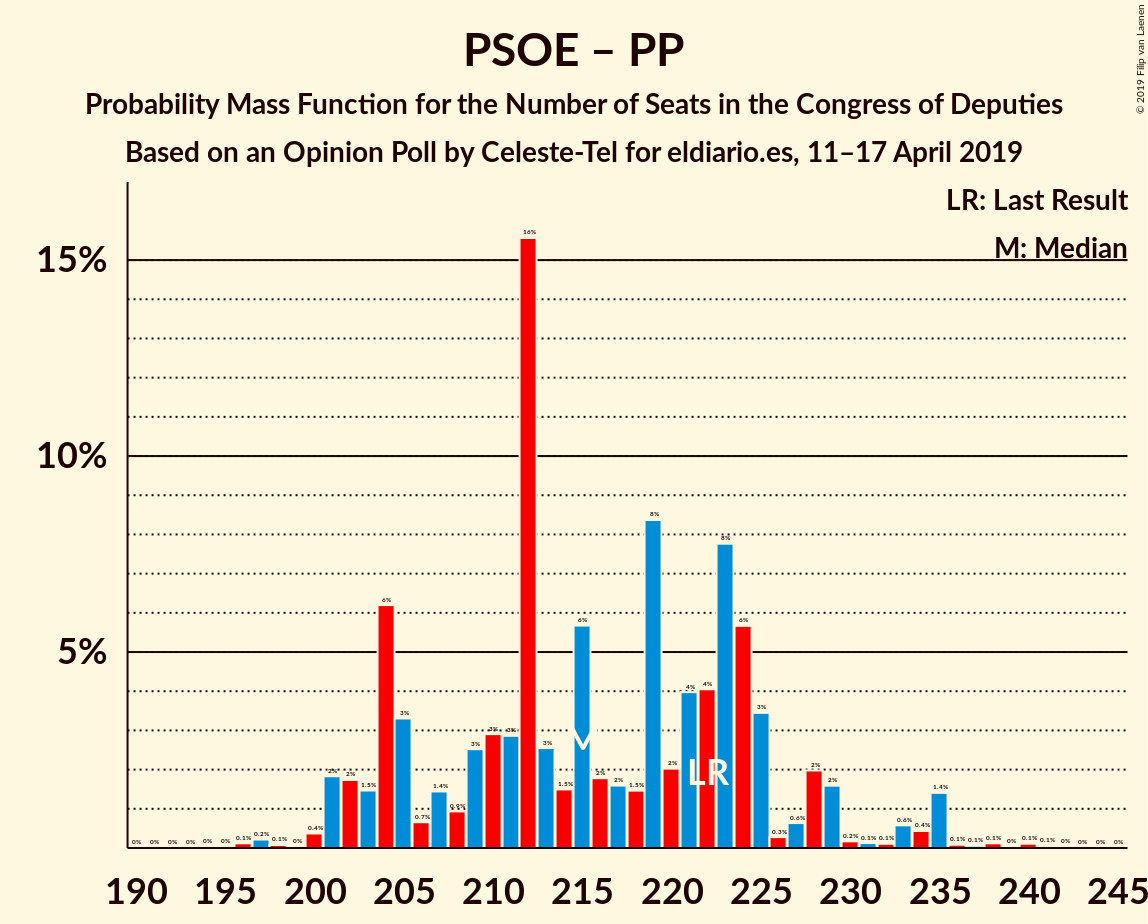 PSOE – PP
Probability Mass Function for the Number of Seats in the Congress of Deputies
Based on an Opinion Poll by Celeste-Tel for eldiario.es, 11–17 April 2019
© 2019 Filip van Laenen
LR: Last Result
M: Median
15%
10%
5%
0% 0% 0% 0% 0% 0% 0.1% 0.2% 0.1% 0% 0.4% 2% 2% 1.5% 6% 3% 0.7% 1.4% 0.9% 3% 3% 3% 16% 3% 1.5% 6% 2% 2% 1.5% 8% 2% 4% 4% 8% 6% 3% 0.3% 0.6% 2% 2% 0.2% 0.1% 0.1% 0.6% 0.4% 1.4% 0.1% 0.1% 0.1% 0% 0.1% 0.1% 0% 0% 0% 0%
M
LR
190 195 200 205 210 215 220 225 230 235 240 245